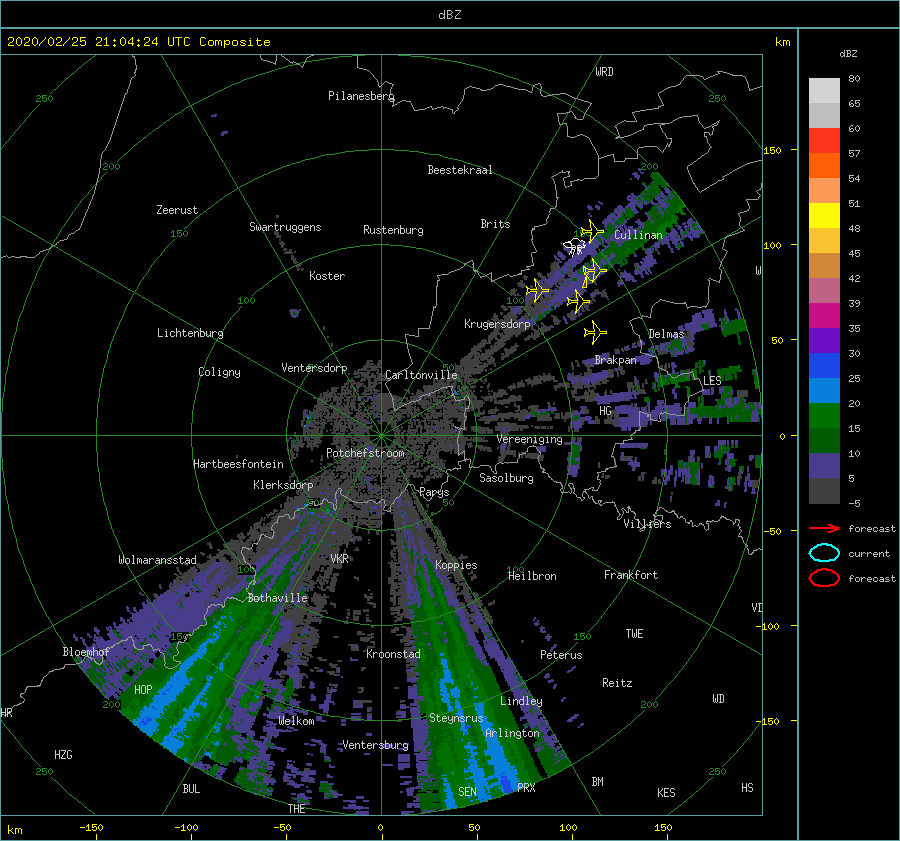 dBZ
2020/02/25 21:04:24 UTC Composite
km
dBZ
WRD
80
250
Pilanesberg
250
65
60
150
57
200
Beestekraal
200
54
Zeerust
51
Swartruggens
150
Rustenburg
Brits
Cullinan
48
100
45
Koster
42
100
100
39
Lichtenburg
Krugersdorp
Delmas
35
50
Coligny
Ventersdorp
Carltonville
Brakpan
LES
30
25
HG
20
Vereeniging
0
15
Potchefstroom
Hartbeesfontein
10
Klerksdorp
Parys
Sasolburg
5
50
50
-5
Villiers
forecast
-50
Wolmaransstad
VKR
Koppies
current
100
100
Heilbron
Frankfort
forecast
Bothaville
-100
150
150
TWE
Bloemhof
Kroonstad
Peterus
HOP
Reitz
200
Lindley
200
WD
HR
Welkom
Steynsrus
-150
Arlington
Ventersburg
HZG
250
250
BUL
SEN
PRX
BM
KES
HS
THE
km
-150
-100
-50
0
50
100
150